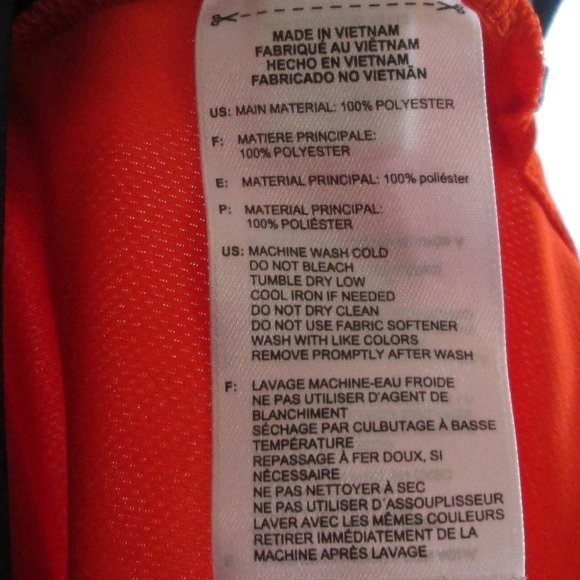 MADE IN VIETNAM
FABRIQUÉ AU VIÊTNAM
HECHO EN VIETNAM
FABRICADO NO VIETNÃN
US: MAIN MATERIAL: 100% POLYESTER
F: MATIERE PRINCIPALE:
100% POLYESTER
E: MATERIAL PRINCIPAL: 100% poliéster
P: MATERIAL PRINCIPAL:
100% POLIÉSTER
US: MACHINE WASH COLD
DO NOT BLEACH
TUMBLE DRY LOW
COOL IRON IF NEEDED
DO NOT DRY CLEAN
DO NOT USE FABRIC SOFTENER
WASH WITH LIKE COLORS
REMOVE PROMPTLY AFTER WASH
F: LAVAGE MACHINE-EAU FROIDE
NE PAS UTILISER D'AGENT DE
BLANCHIMENT
SÉCHAGE PAR CULBUTAGE À BASSE
TEMPÉRATURE
REPASSAGE À FER DOUX, SI
NÉCESSAIRE
NE PAS NETTOYER À SEC
NE PAS UTILISER D'ASSOUPLISSEUR
LAVER AVEC LES MÊMES COULEURS
RETIRER IMMÉDIATEMENT DE LA
MACHINE APRÈS LAVAGE